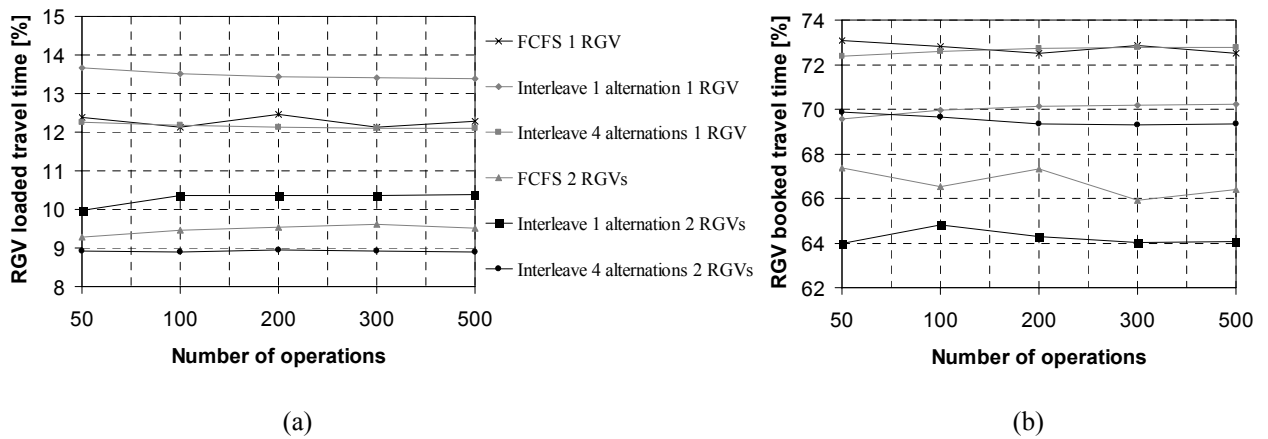 RGV loaded travel time [%]
15
14
13
12
11
10
9
8
50 100 200 300 500
Number of operations
(a)
FCFS 1 RGV
Interleave 1 alternation 1 RGV
Interleave 4 alternations 1 RGV
FCFS 2 RGVs
Interleave 1 alternation 2 RGVs
Interleave 4 alternations 2 RGVs
RGV booked travel time [%]
74
72
70
68
66
64
62
50 100 200 300 500
Number of operations
(b)